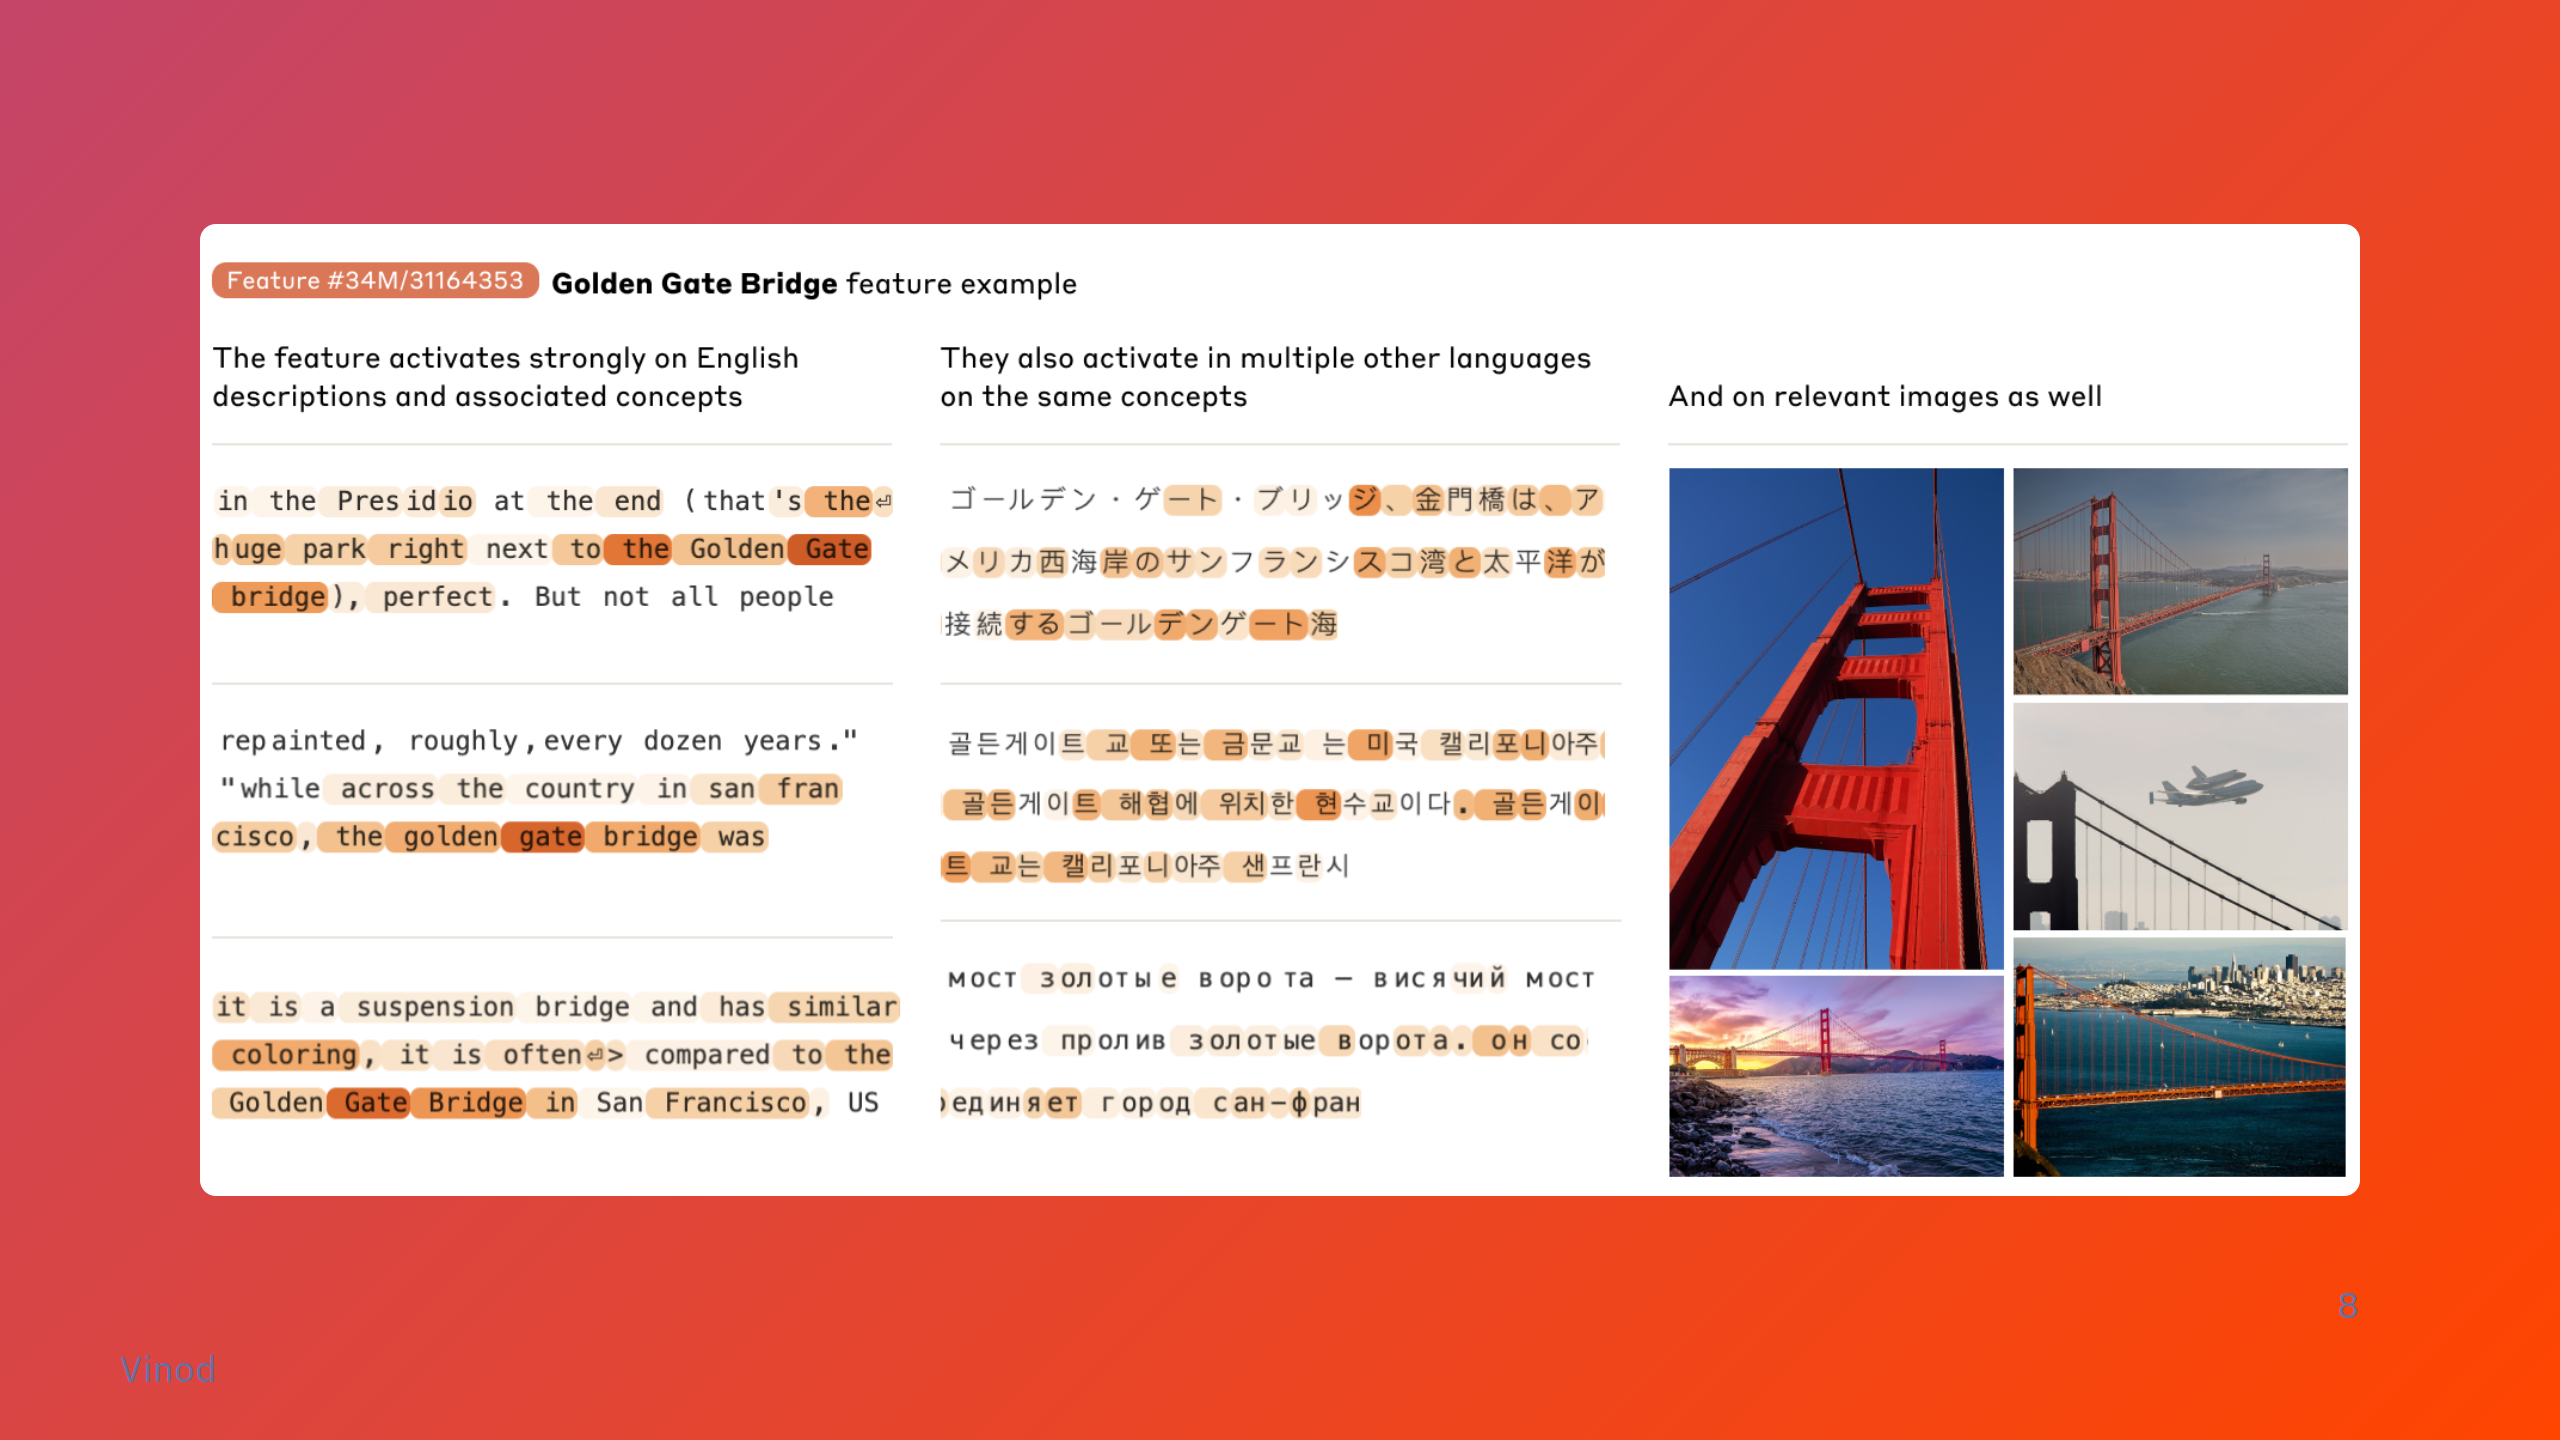 Feature #34M/31164353 Golden Gate Bridge feature example
The feature activates strongly on English
descriptions and associated concepts
in the Presidio at the end (that's the⏎
huge park right next to the Golden Gate
bridge), perfect. But not all people
repainted, roughly,every dozen years."
"while across the country in san fran
cisco, the golden gate bridge was
it is a suspension bridge and has similar
coloring, it is often⏎> compared to the
Golden Gate Bridge in San Francisco, US
They also activate in multiple other languages
on the same concepts
ゴールデン・ゲート・ブリッジ、金門橋は、ア
メリカ西海岸のサンフランシスコ湾と太平洋が
接続するゴールデンゲート海
골든게이트 교 또는 금문교 는 미국 캘리포니아주
골든게이트 해협에 위치한 현수교이다. 골든게이
트 교는 캘리포니아주 샌프란시
мост золотые ворота – висячий мост
через пролив золотые ворота. он со
единяет город сан-фран
And on relevant images as well
8
Vinod